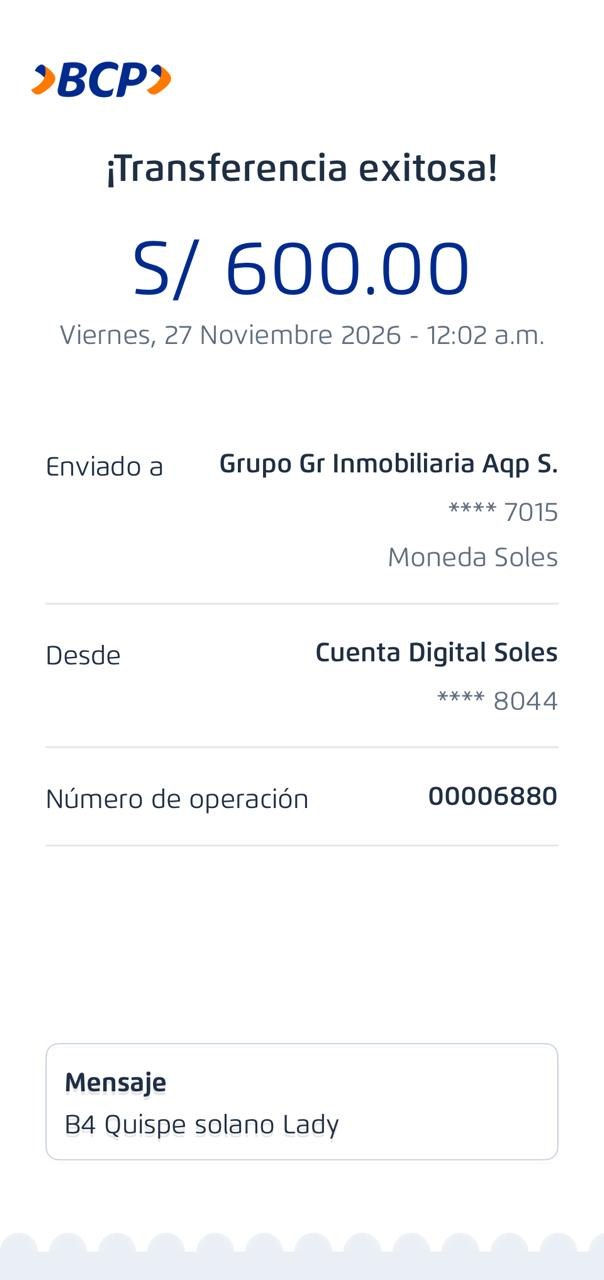 BCP
¡Transferencia exitosa!
S/ 600.00
Viernes, 27 Noviembre 2026 - 12:02 a.m.
Enviado a Grupo Gr Inmobiliaria Aqp S.
**** 7015
Moneda Soles
Desde Cuenta Digital Soles
**** 8044
Número de operación 00006880
Mensaje
B4 Quispe solano Lady